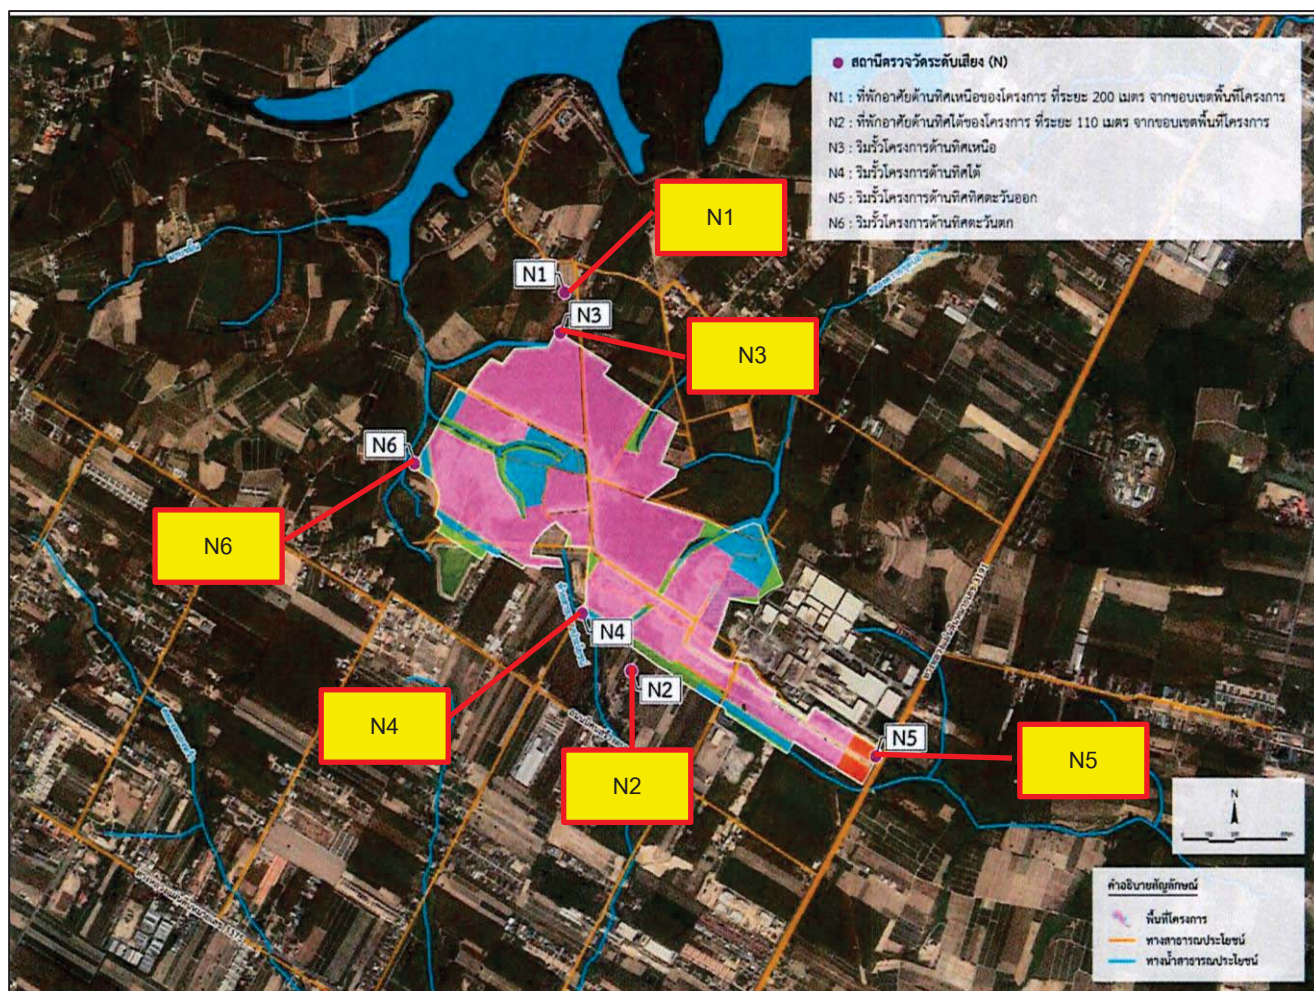 สถานีตรวจวัดระดับเสียง (N)
N1 : ที่พักอาศัยด้านทิศเหนือของโครงการ ที่ระยะ 200 เมตร จากขอบเขตพื้นที่โครงการ
N2 : ที่พักอาศัยด้านทิศใต้ของโครงการ ที่ระยะ 110 เมตร จากขอบเขตพื้นที่โครงการ
N3 : ริมรั้วโครงการด้านทิศเหนือ
N4 : ริมรั้วโครงการด้านทิศใต้
N5 : ริมรั้วโครงการด้านทิศทิศตะวันออก
N6 : ริมรั้วโครงการด้านทิศตะวันตก
N1
N1
N3
N3
N6
N6
N4
N4
N2
N2
N5
N5
N
คำอธิบายสัญลักษณ์
พื้นที่โครงการ
ทางสาธารณประโยชน์
ทางน้ำสาธารณประโยชน์